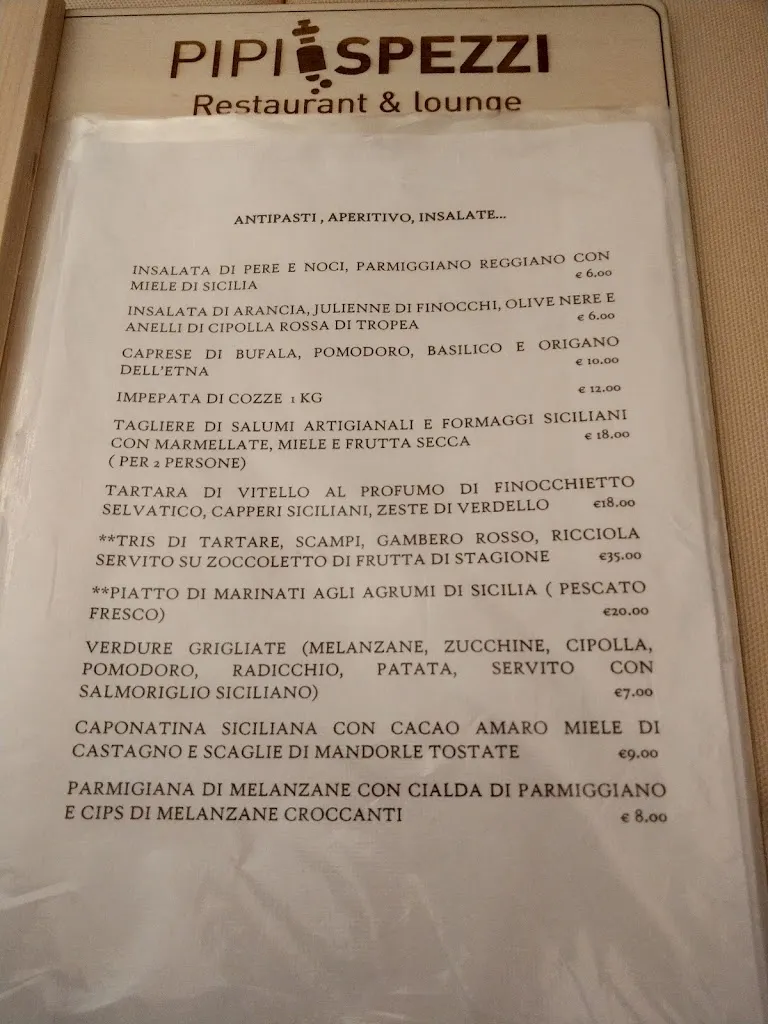 PIPI SPEZZI
Restaurant & lounge
ANTIPASTI , APERITIVO, INSALATE...
INSALATA DI PERE E NOCI, PARMIGGIANO REGGIANO CON
MIELE DI SICILIA € 6.00
INSALATA DI ARANCIA, JULIENNE DI FINOCCHI, OLIVE NERE E
ANELLI DI CIPOLLA ROSSA DI TROPEA € 6.00
CAPRESE DI BUFALA, POMODORO, BASILICO E ORIGANO
DELL'ETNA € 10.00
IMPEPATA DI COZZE 1 KG € 12.00
TAGLIERE DI SALUMI ARTIGIANALI E FORMAGGI SICILIANI
CON MARMELLATE, MIELE E FRUTTA SECCA € 18.00
( PER 2 PERSONE)
TARTARA DI VITELLO AL PROFUMO DI FINOCCHIETTO
SELVATICO, CAPPERI SICILIANI, ZESTE DI VERDELLO €18.00
**TRIS DI TARTARE, SCAMPI, GAMBERO ROSSO, RICCIOLA
SERVITO SU ZOCCOLETTO DI FRUTTA DI STAGIONE €35.00
**PIATTO DI MARINATI AGLI AGRUMI DI SICILIA ( PESCATO
FRESCO) €20.00
VERDURE GRIGLIATE (MELANZANE, ZUCCHINE, CIPOLLA,
POMODORO, RADICCHIO, PATATA, SERVITO CON
SALMORIGLIO SICILIANO) €7.00
CAPONATINA SICILIANA CON CACAO AMARO MIELE DI
CASTAGNO E SCAGLIE DI MANDORLE TOSTATE €9.00
PARMIGIANA DI MELANZANE CON CIALDA DI PARMIGGIANO
E CIPS DI MELANZANE CROCCANTI € 8.00